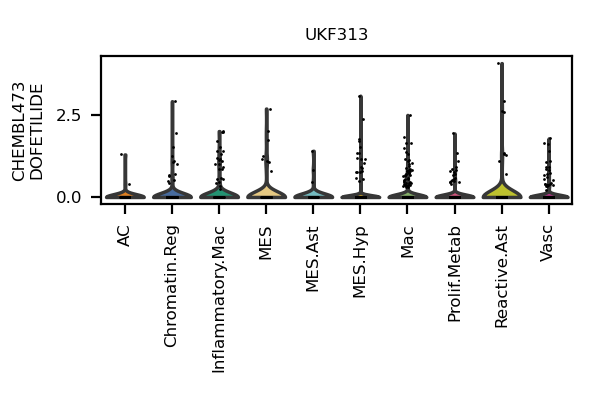 UKF313
CHEMBL473
DOFETILIDE
2.5
0.0
AC
Chromatin.Reg
Inflammatory.Mac
MES
MES.Ast
MES.Hyp
Mac
Prolif.Metab
Reactive.Ast
Vasc